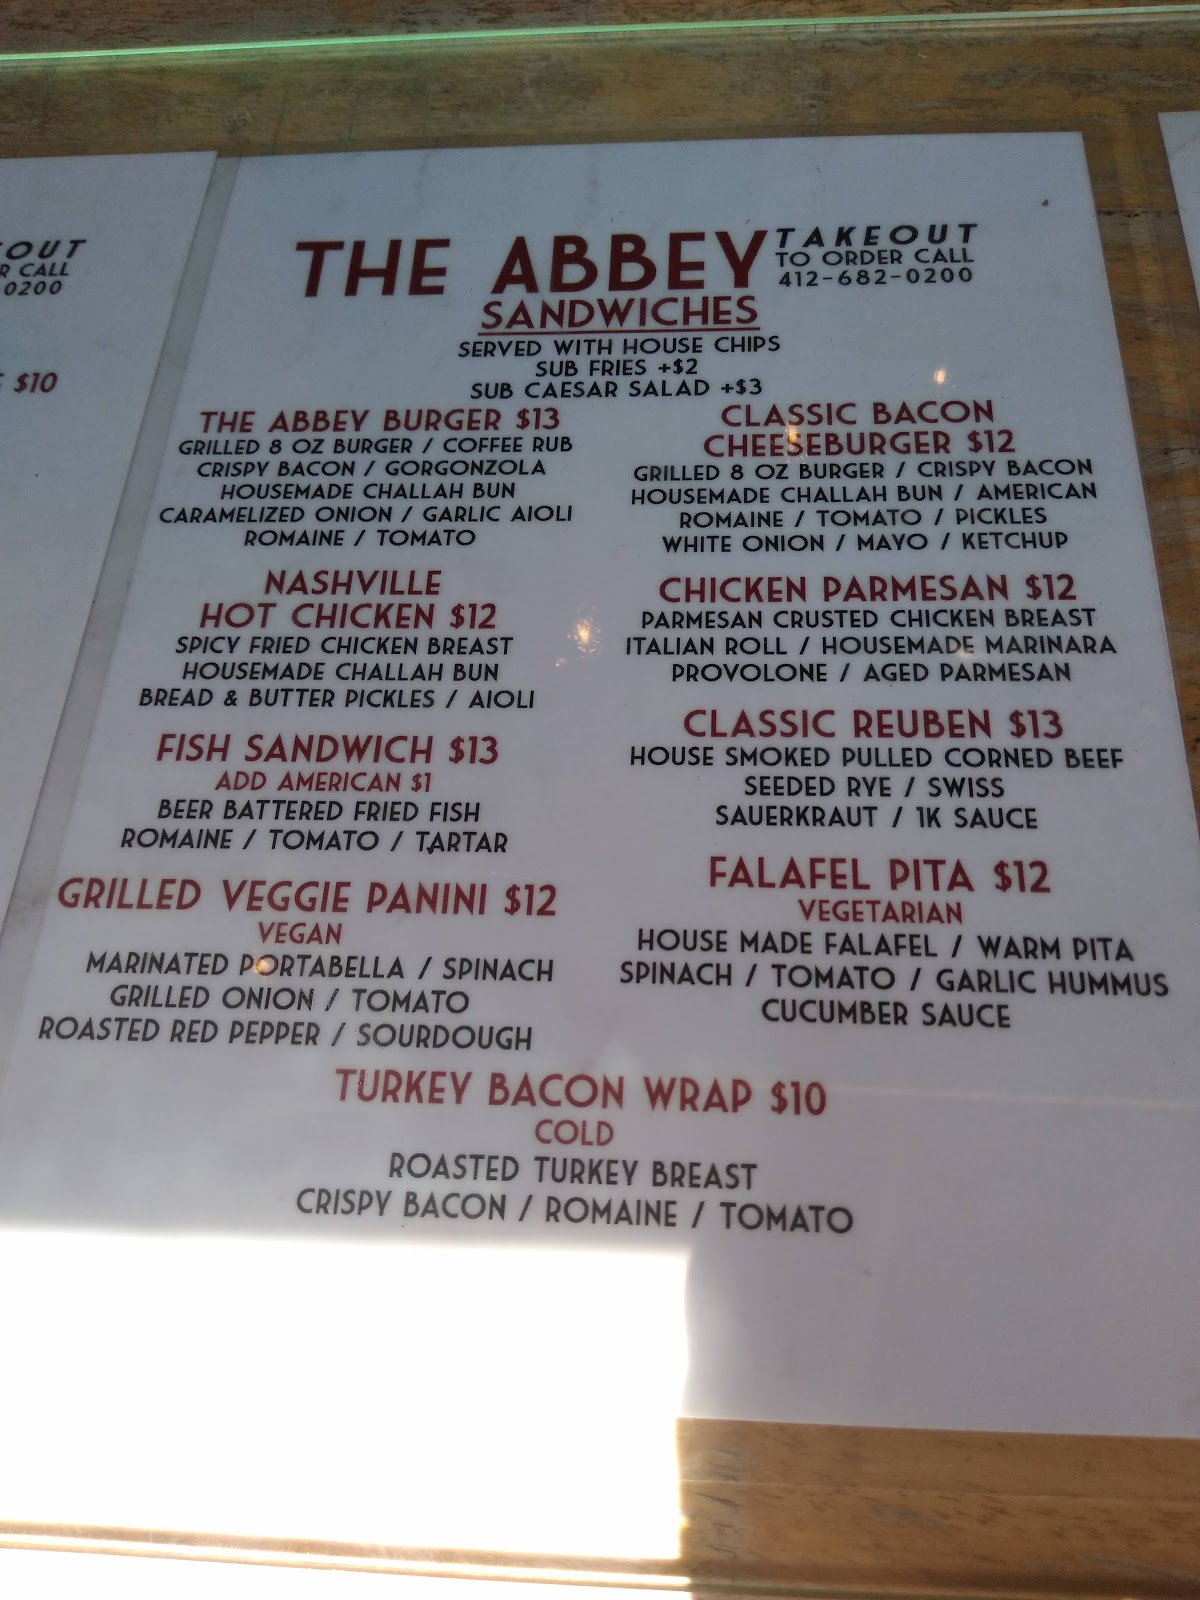 OUT
R CALL
0200
$10
THE ABBEY
TAKEOUT
TO ORDER CALL
412-682-0200
SANDWICHES
SERVED WITH HOUSE CHIPS
SUB FRIES +$2
SUB CAESAR SALAD +$3
THE ABBEY BURGER $13
GRILLED 8 OZ BURGER / COFFEE RUB
CRISPY BACON / GORGONZOLA
HOUSEMADE CHALLAH BUN
CARAMELIZED ONION / GARLIC AIOLI
ROMAINE / TOMATO
NASHVILLE
HOT CHICKEN $12
SPICY FRIED CHICKEN BREAST
HOUSEMADE CHALLAH BUN
BREAD & BUTTER PICKLES / AIOLI
FISH SANDWICH $13
ADD AMERICAN $1
BEER BATTERED FRIED FISH
ROMAINE / TOMATO / TARTAR
GRILLED VEGGIE PANINI $12
VEGAN
MARINATED PORTABELLA / SPINACH
GRILLED ONION / TOMATO
ROASTED RED PEPPER / SOURDOUGH
CLASSIC BACON
CHEESEBURGER $12
GRILLED 8 OZ BURGER / CRISPY BACON
HOUSEMADE CHALLAH BUN / AMERICAN
ROMAINE / TOMATO / PICKLES
WHITE ONION / MAYO / KETCHUP
CHICKEN PARMESAN $12
PARMESAN CRUSTED CHICKEN BREAST
ITALIAN ROLL / HOUSEMADE MARINARA
PROVOLONE / AGED PARMESAN
CLASSIC REUBEN $13
HOUSE SMOKED PULLED CORNED BEEF
SEEDED RYE / SWISS
SAUERKRAUT / 1K SAUCE
FALAFEL PITA $12
VEGETARIAN
HOUSE MADE FALAFEL / WARM PITA
SPINACH / TOMATO / GARLIC HUMMUS
CUCUMBER SAUCE
TURKEY BACON WRAP $10
COLD
ROASTED TURKEY BREAST
CRISPY BACON / ROMAINE / TOMATO